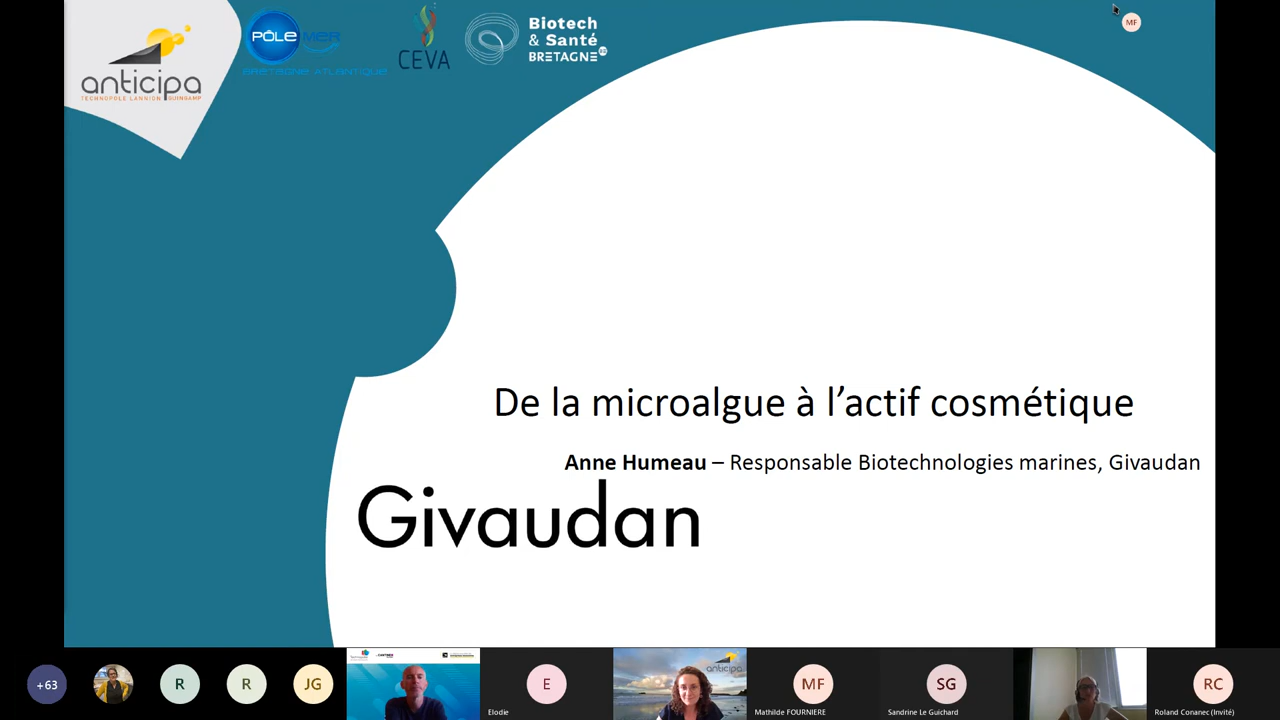 anticipa
TECHNOPOLE LANNION GUINGAMP
PÔLE MER
BRETAGNE ATLANTIQUE
CEVA
Biotech
& Santé
BRETAGNE
MF
De la microalgue à l’actif cosmétique
Anne Humeau – Responsable Biotechnologies marines, Givaudan
Givaudan
+63
R
R
JG
E
Elodie
anticipa
MF
Mathilde FOURNIERE
SG
Sandrine Le Guichard
RC
Roland Conanec (Invité)